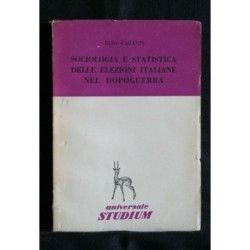 SOCIOLOGIA E STATISTICA
DELLE ELEZIONI ITALIANE
NEL DOPOGUERRA
universale
STUDIUM